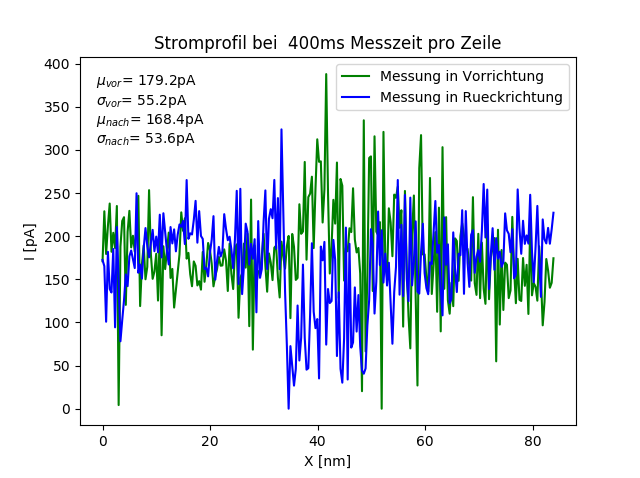 Stromprofil bei  400ms Messzeit pro Zeile
μvor= 179.2pA
σvor= 55.2pA
μnach= 168.4pA
σnach= 53.6pA
Messung in Vorrichtung
Messung in Rueckrichtung
I [pA]
400
350
300
250
200
150
100
50
0
0 20 40 60 80
X [nm]